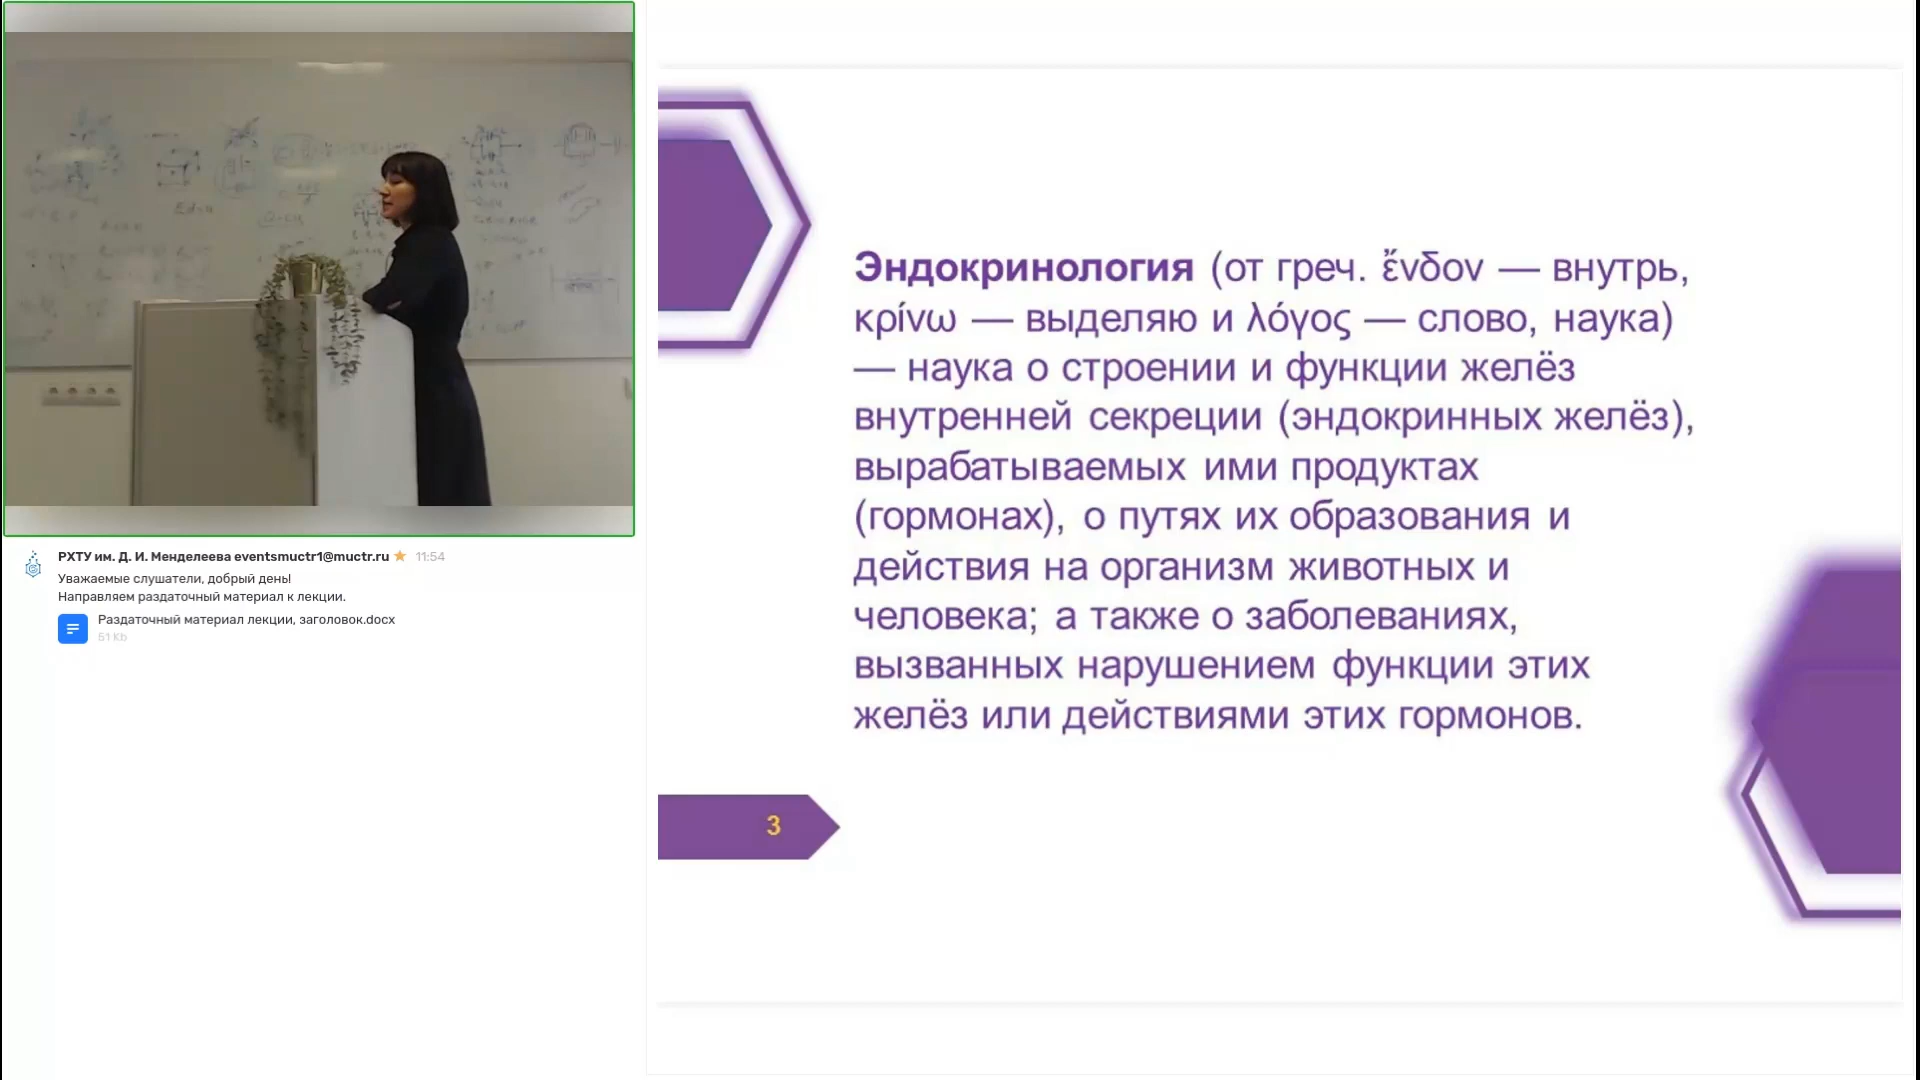 РХТУ им. Д. И. Менделеева eventsmuctr1@muctr.ru 11:54
Уважаемые слушатели, добрый день!
Направляем раздаточный материал к лекции.
Раздаточный материал лекции, заголовок.docx
51 Kb
Эндокринология (от греч. ἔνδον — внутрь,
κρίνω — выделяю и λόγος — слово, наука)
— наука о строении и функции желёз
внутренней секреции (эндокринных желёз),
вырабатываемых ими продуктах
(гормонах), о путях их образования и
действия на организм животных и
человека; а также о заболеваниях,
вызванных нарушением функции этих
желёз или действиями этих гормонов.
3